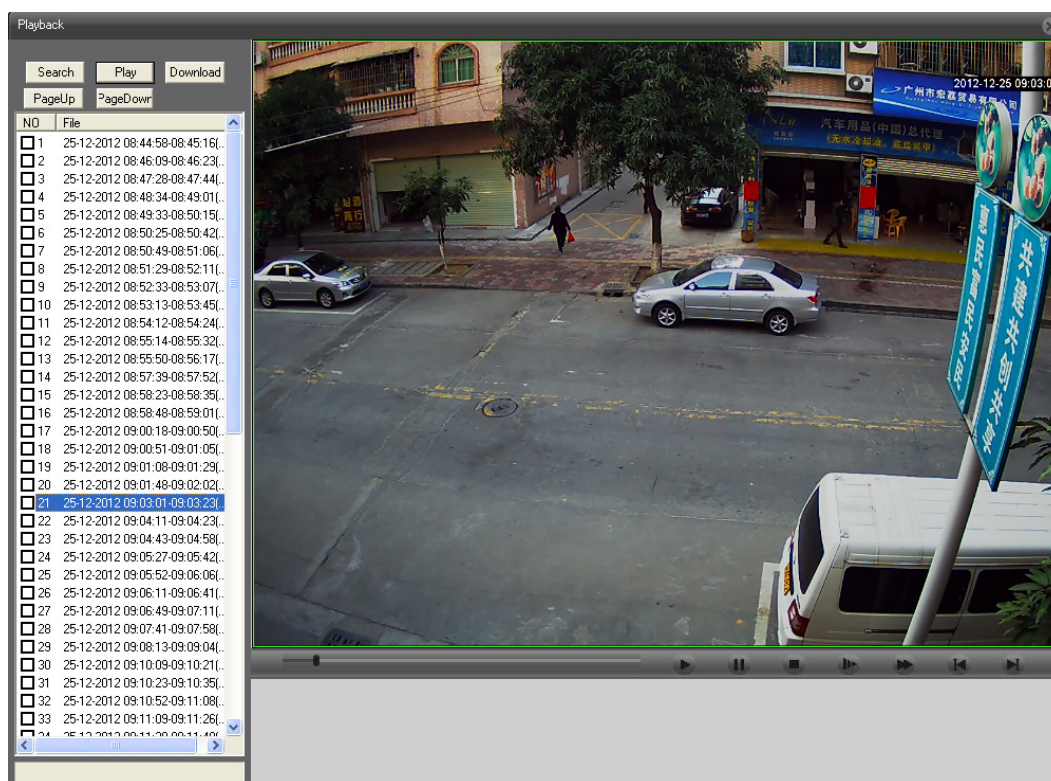 Playback
Search Play Download
PageUp PageDown
NO File
1 25-12-2012 08:44:58-08:45:16(..
2 25-12-2012 08:46:09-08:46:23(..
3 25-12-2012 08:47:28-08:47:44(..
4 25-12-2012 08:48:34-08:49:01(..
5 25-12-2012 08:49:33-08:50:15(..
6 25-12-2012 08:50:25-08:50:42(..
7 25-12-2012 08:50:49-08:51:06(..
8 25-12-2012 08:51:29-08:52:11(..
9 25-12-2012 08:52:33-08:53:07(..
10 25-12-2012 08:53:13-08:53:45(..
11 25-12-2012 08:54:12-08:54:24(..
12 25-12-2012 08:55:14-08:55:32(..
13 25-12-2012 08:55:50-08:56:17(..
14 25-12-2012 08:57:39-08:57:52(..
15 25-12-2012 08:58:23-08:58:35(..
16 25-12-2012 08:58:48-08:59:01(..
17 25-12-2012 09:00:18-09:00:50(..
18 25-12-2012 09:00:51-09:01:05(..
19 25-12-2012 09:01:08-09:01:29(..
20 25-12-2012 09:01:48-09:02:02(..
21 25-12-2012 09:03:01-09:03:23(..
22 25-12-2012 09:04:11-09:04:23(..
23 25-12-2012 09:04:43-09:04:58(..
24 25-12-2012 09:05:27-09:05:42(..
25 25-12-2012 09:05:52-09:06:06(..
26 25-12-2012 09:06:11-09:06:41(..
27 25-12-2012 09:06:49-09:07:11(..
28 25-12-2012 09:07:41-09:07:58(..
29 25-12-2012 09:08:13-09:09:04(..
30 25-12-2012 09:10:09-09:10:21(..
31 25-12-2012 09:10:23-09:10:35(..
32 25-12-2012 09:10:52-09:11:08(..
33 25-12-2012 09:11:09-09:11:26(..
2012-12-25 09:03:0
广州市宏荔贸易有限公司
汽车用品(中国)总代理
(无水冷却液、底盘装甲)